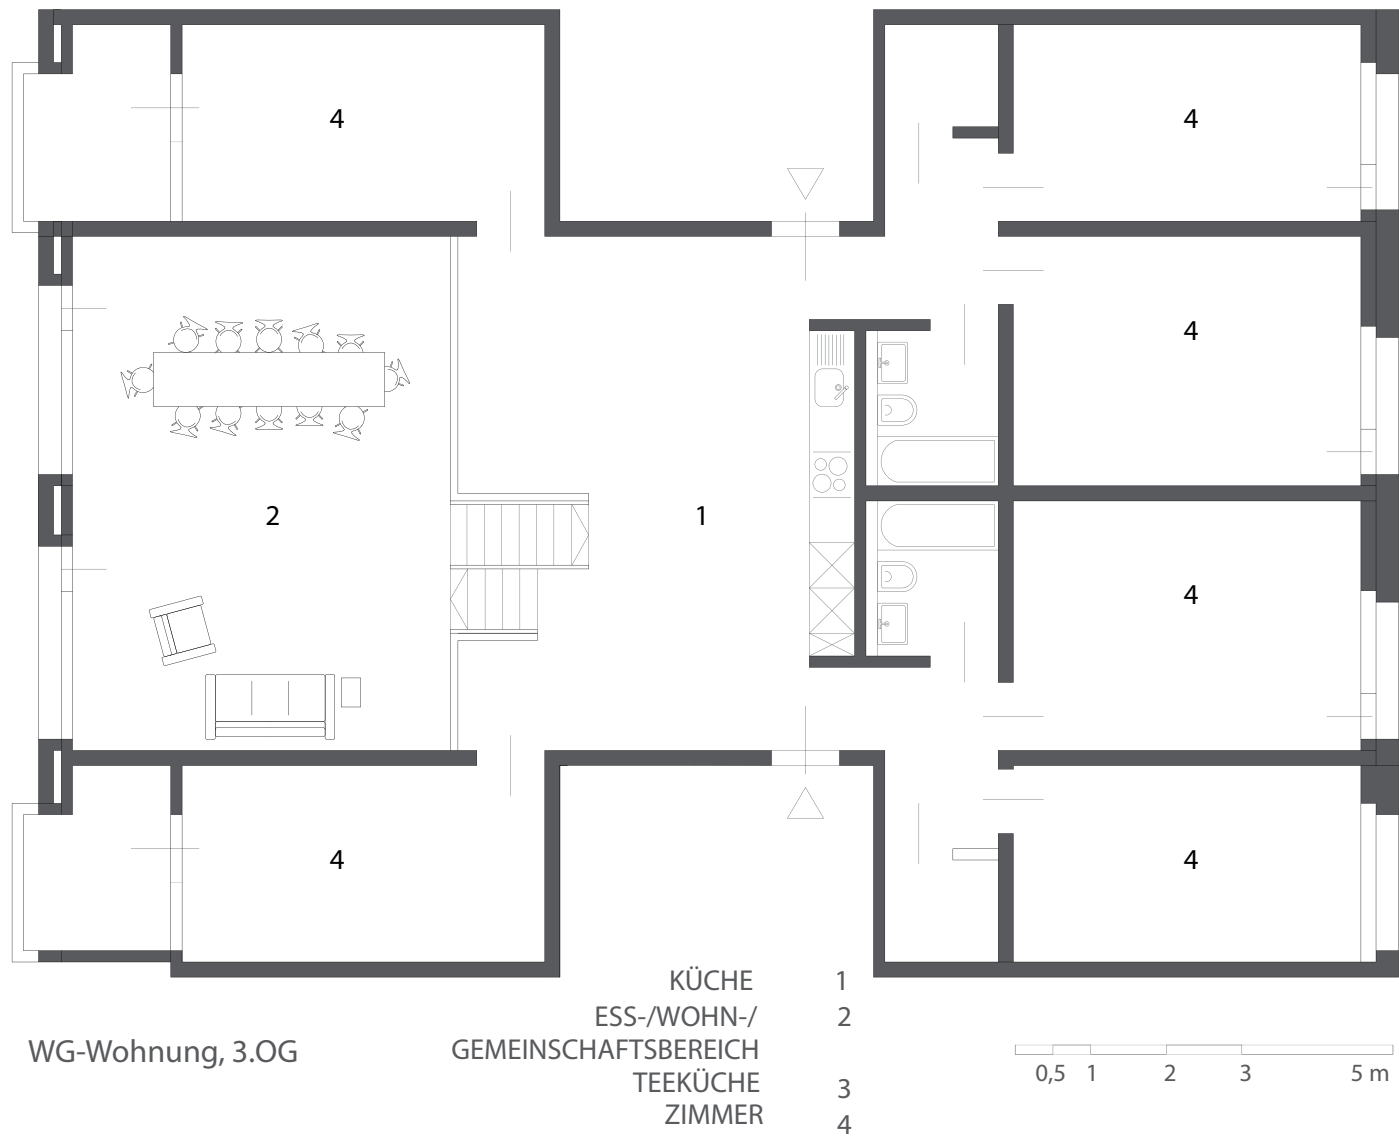 4
4
4
2
1
4
4
4
KÜCHE 1
ESS-/WOHN-/ 2
GEMEINSCHAFTSBEREICH
WG-Wohnung, 3.OG
TEEKÜCHE 3
ZIMMER 4
0,5 1 2 3 5 m